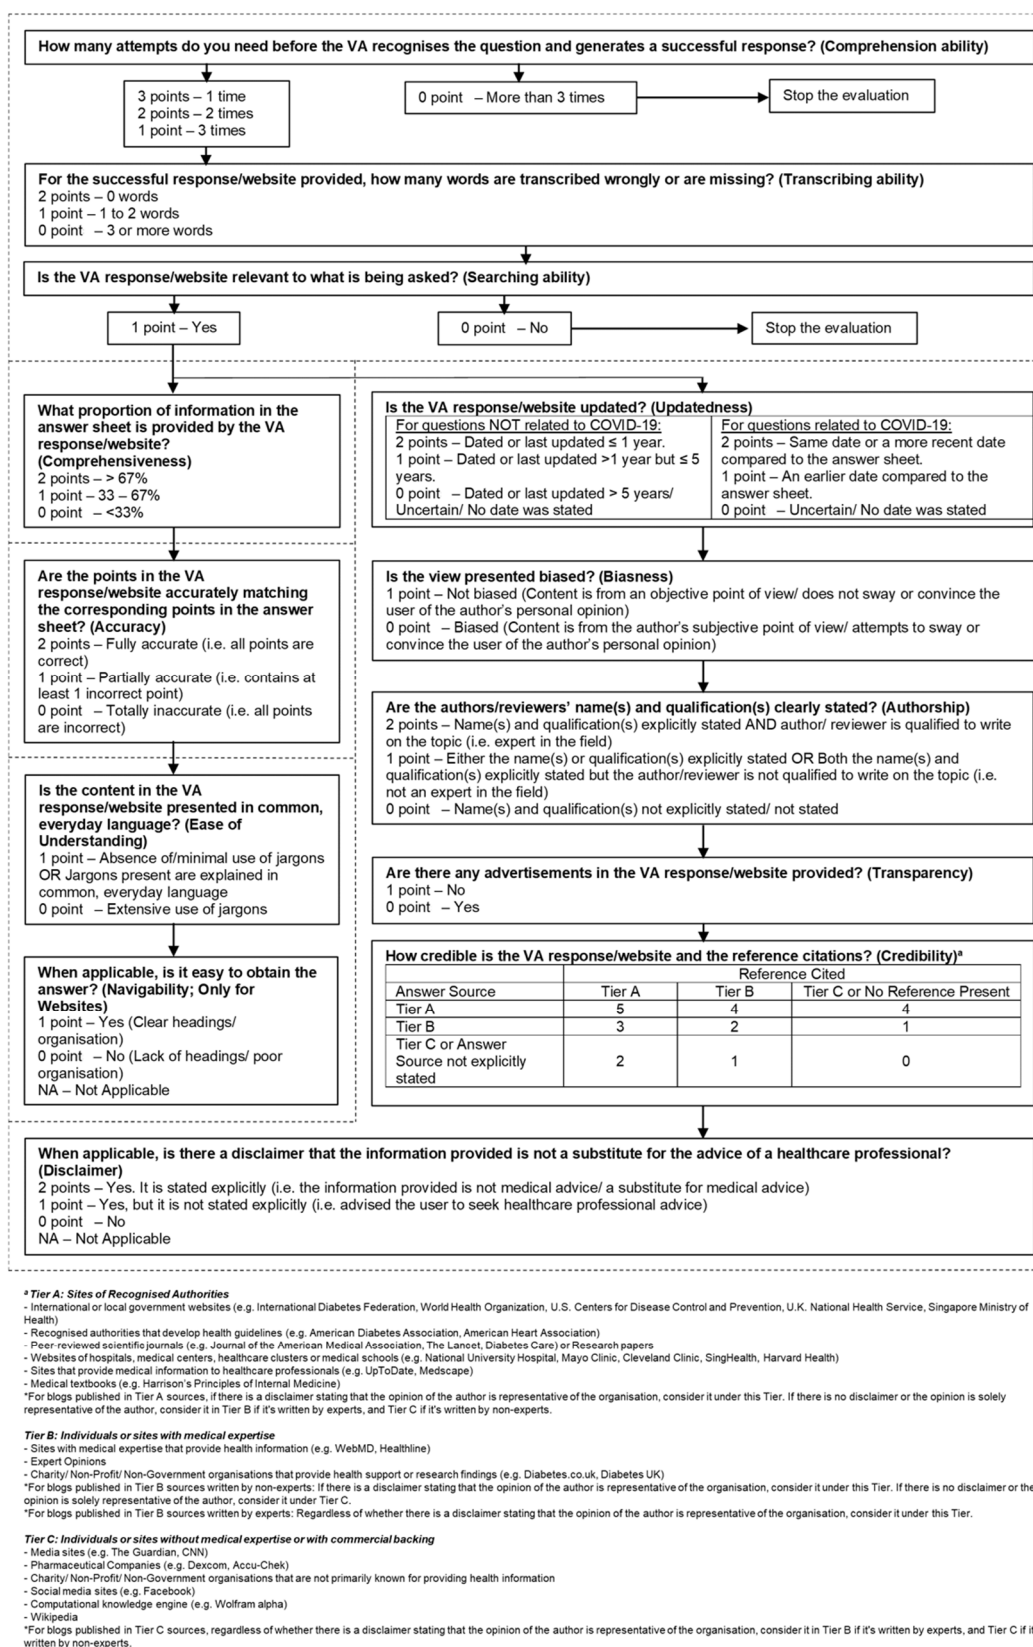 How many attempts do you need before the VA recognises the question and generates a successful response? (Comprehension ability)
3 points – 1 time
2 points – 2 times
1 point – 3 times
0 point – More than 3 times
Stop the evaluation
For the successful response/website provided, how many words are transcribed wrongly or are missing? (Transcribing ability)
2 points – 0 words
1 point – 1 to 2 words
0 point – 3 or more words
Is the VA response/website relevant to what is being asked? (Searching ability)
1 point – Yes
0 point – No
Stop the evaluation
What proportion of information in the
answer sheet is provided by the VA
response/website?
(Comprehensiveness)
2 points – > 67%
1 point – 33 – 67%
0 point – <33%
Are the points in the VA
response/website accurately matching
the corresponding points in the answer
sheet? (Accuracy)
2 points – Fully accurate (i.e. all points are
correct)
1 point – Partially accurate (i.e. contains at
least 1 incorrect point)
0 point – Totally inaccurate (i.e. all points
are incorrect)
Is the content in the VA
response/website presented in common,
everyday language? (Ease of
Understanding)
1 point – Absence of/minimal use of jargons
OR Jargons present are explained in
common, everyday language
0 point – Extensive use of jargons
When applicable, is it easy to obtain the
answer? (Navigability; Only for
Websites)
1 point – Yes (Clear headings/
organisation)
0 point – No (Lack of headings/ poor
organisation)
NA – Not Applicable
Is the VA response/website updated? (Updatedness)
For questions NOT related to COVID-19:
2 points – Dated or last updated ≤ 1 year.
1 point – Dated or last updated >1 year but ≤ 5
years.
0 point – Dated or last updated > 5 years/
Uncertain/ No date was stated
For questions related to COVID-19:
2 points – Same date or a more recent date
compared to the answer sheet.
1 point – An earlier date compared to the
answer sheet.
0 point – Uncertain/ No date was stated
Is the view presented biased? (Biasness)
1 point – Not biased (Content is from an objective point of view/ does not sway or convince the
user of the author's personal opinion)
0 point – Biased (Content is from the author's subjective point of view/ attempts to sway or
convince the user of the author's personal opinion)
Are the authors/reviewers' name(s) and qualification(s) clearly stated? (Authorship)
2 points – Name(s) and qualification(s) explicitly stated AND author/ reviewer is qualified to write
on the topic (i.e. expert in the field)
1 point – Either the name(s) or qualification(s) explicitly stated OR Both the name(s) and
qualification(s) explicitly stated but the author/reviewer is not qualified to write on the topic (i.e.
not an expert in the field)
0 point – Name(s) and qualification(s) not explicitly stated/ not stated
Are there any advertisements in the VA response/website provided? (Transparency)
1 point – No
0 point – Yes
How credible is the VA response/website and the reference citations? (Credibility)ᵃ
Reference Cited
Answer Source Tier A Tier B Tier C or No Reference Present
Tier A 5 4 4
Tier B 3 2 1
Tier C or Answer
Source not explicitly 2 1 0
stated
When applicable, is there a disclaimer that the information provided is not a substitute for the advice of a healthcare professional?
(Disclaimer)
2 points – Yes. It is stated explicitly (i.e. the information provided is not medical advice/ a substitute for medical advice)
1 point – Yes, but it is not stated explicitly (i.e. advised the user to seek healthcare professional advice)
0 point – No
NA – Not Applicable
ᵃ Tier A: Sites of Recognised Authorities
- International or local government websites (e.g. International Diabetes Federation, World Health Organization, U.S. Centers for Disease Control and Prevention, U.K. National Health Service, Singapore Ministry of
Health)
- Recognised authorities that develop health guidelines (e.g. American Diabetes Association, American Heart Association)
- Peer-reviewed scientific journals (e.g. Journal of the American Medical Association, The Lancet, Diabetes Care) or Research papers
- Websites of hospitals, medical centers, healthcare clusters or medical schools (e.g. National University Hospital, Mayo Clinic, Cleveland Clinic, SingHealth, Harvard Health)
- Sites that provide medical information to healthcare professionals (e.g. UpToDate, Medscape)
- Medical textbooks (e.g. Harrison's Principles of Internal Medicine)
*For blogs published in Tier A sources, if there is a disclaimer stating that the opinion of the author is representative of the organisation, consider it under this Tier. If there is no disclaimer or the opinion is solely
representative of the author, consider it in Tier B if it's written by experts, and Tier C if it's written by non-experts.
Tier B: Individuals or sites with medical expertise
- Sites with medical expertise that provide health information (e.g. WebMD, Healthline)
- Expert Opinions
- Charity/ Non-Profit/ Non-Government organisations that provide health support or research findings (e.g. Diabetes.co.uk, Diabetes UK)
*For blogs published in Tier B sources written by non-experts: If there is a disclaimer stating that the opinion of the author is representative of the organisation, consider it under this Tier. If there is no disclaimer or the
opinion is solely representative of the author, consider it under Tier C.
*For blogs published in Tier B sources written by experts: Regardless of whether there is a disclaimer stating that the opinion of the author is representative of the organisation, consider it under this Tier.
Tier C: Individuals or sites without medical expertise or with commercial backing
- Media sites (e.g. The Guardian, CNN)
- Pharmaceutical Companies (e.g. Dexcom, Accu-Chek)
- Charity/ Non-Profit/ Non-Government organisations that are not primarily known for providing health information
- Social media sites (e.g. Facebook)
- Computational knowledge engine (e.g. Wolfram alpha)
- Wikipedia
*For blogs published in Tier C sources, regardless of whether there is a disclaimer stating that the opinion of the author is representative of the organisation, consider it in Tier B if it's written by experts, and Tier C if
written by non-experts.